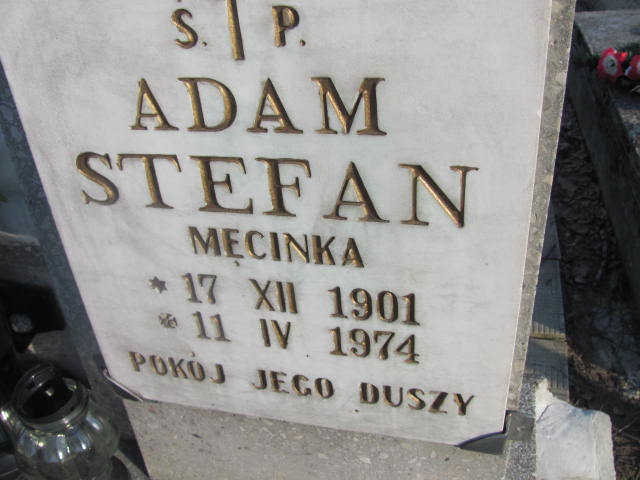 Ś. P.
ADAM
STEFAN
MĘCINKA
* 17 XII 1901
* 11 IV 1974
POKÓJ JEGO DUSZY